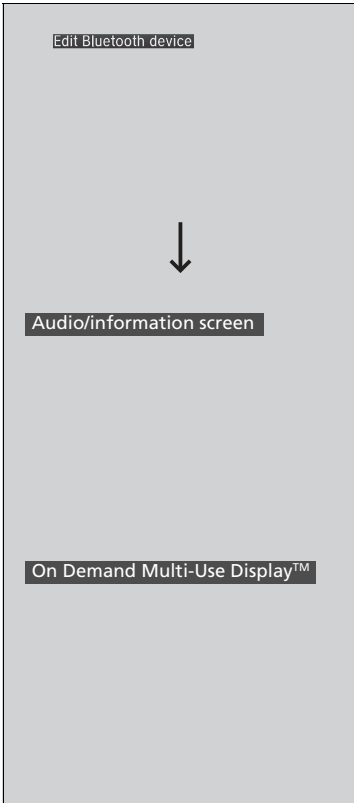 Edit Bluetooth device
Audio/information screen
On Demand Multi-Use Display™